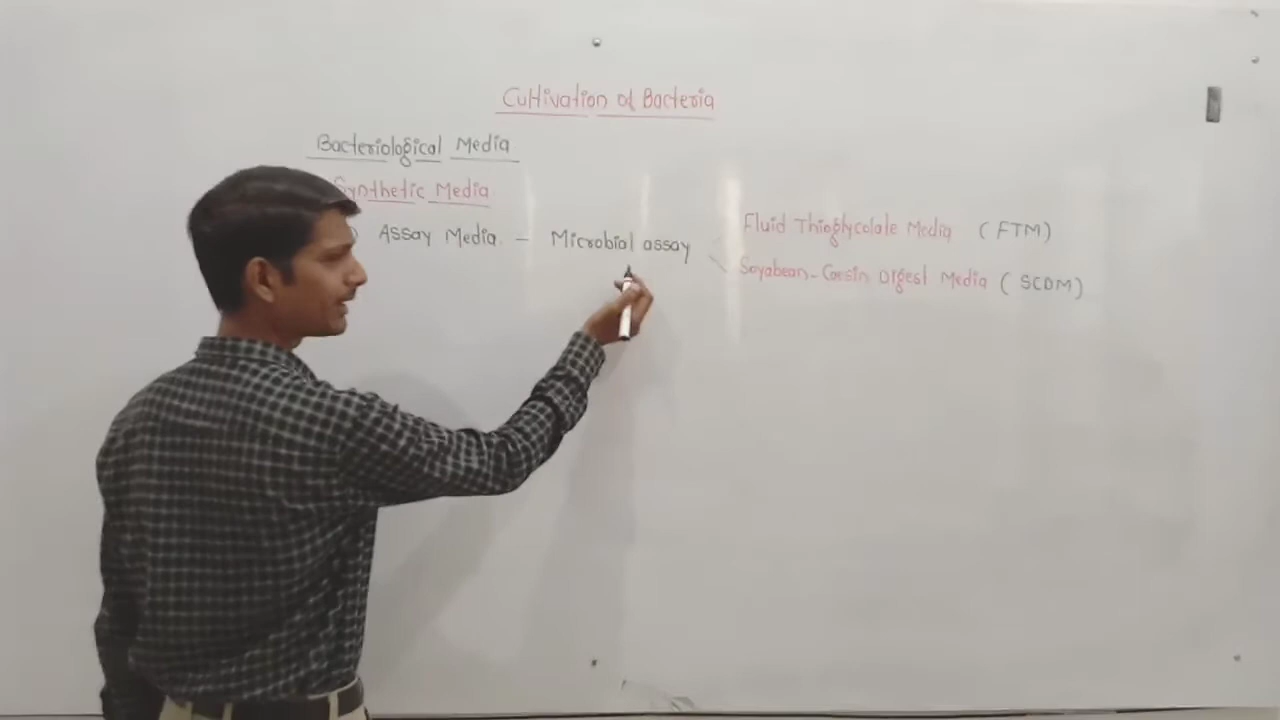 Cultivation of Bacteria
Bacteriological Media
Synthetic Media
Assay Media - Microbial assay
Fluid Thioglycolate Media (FTM)
Soyabean-Casein Digest Media (SCDM)